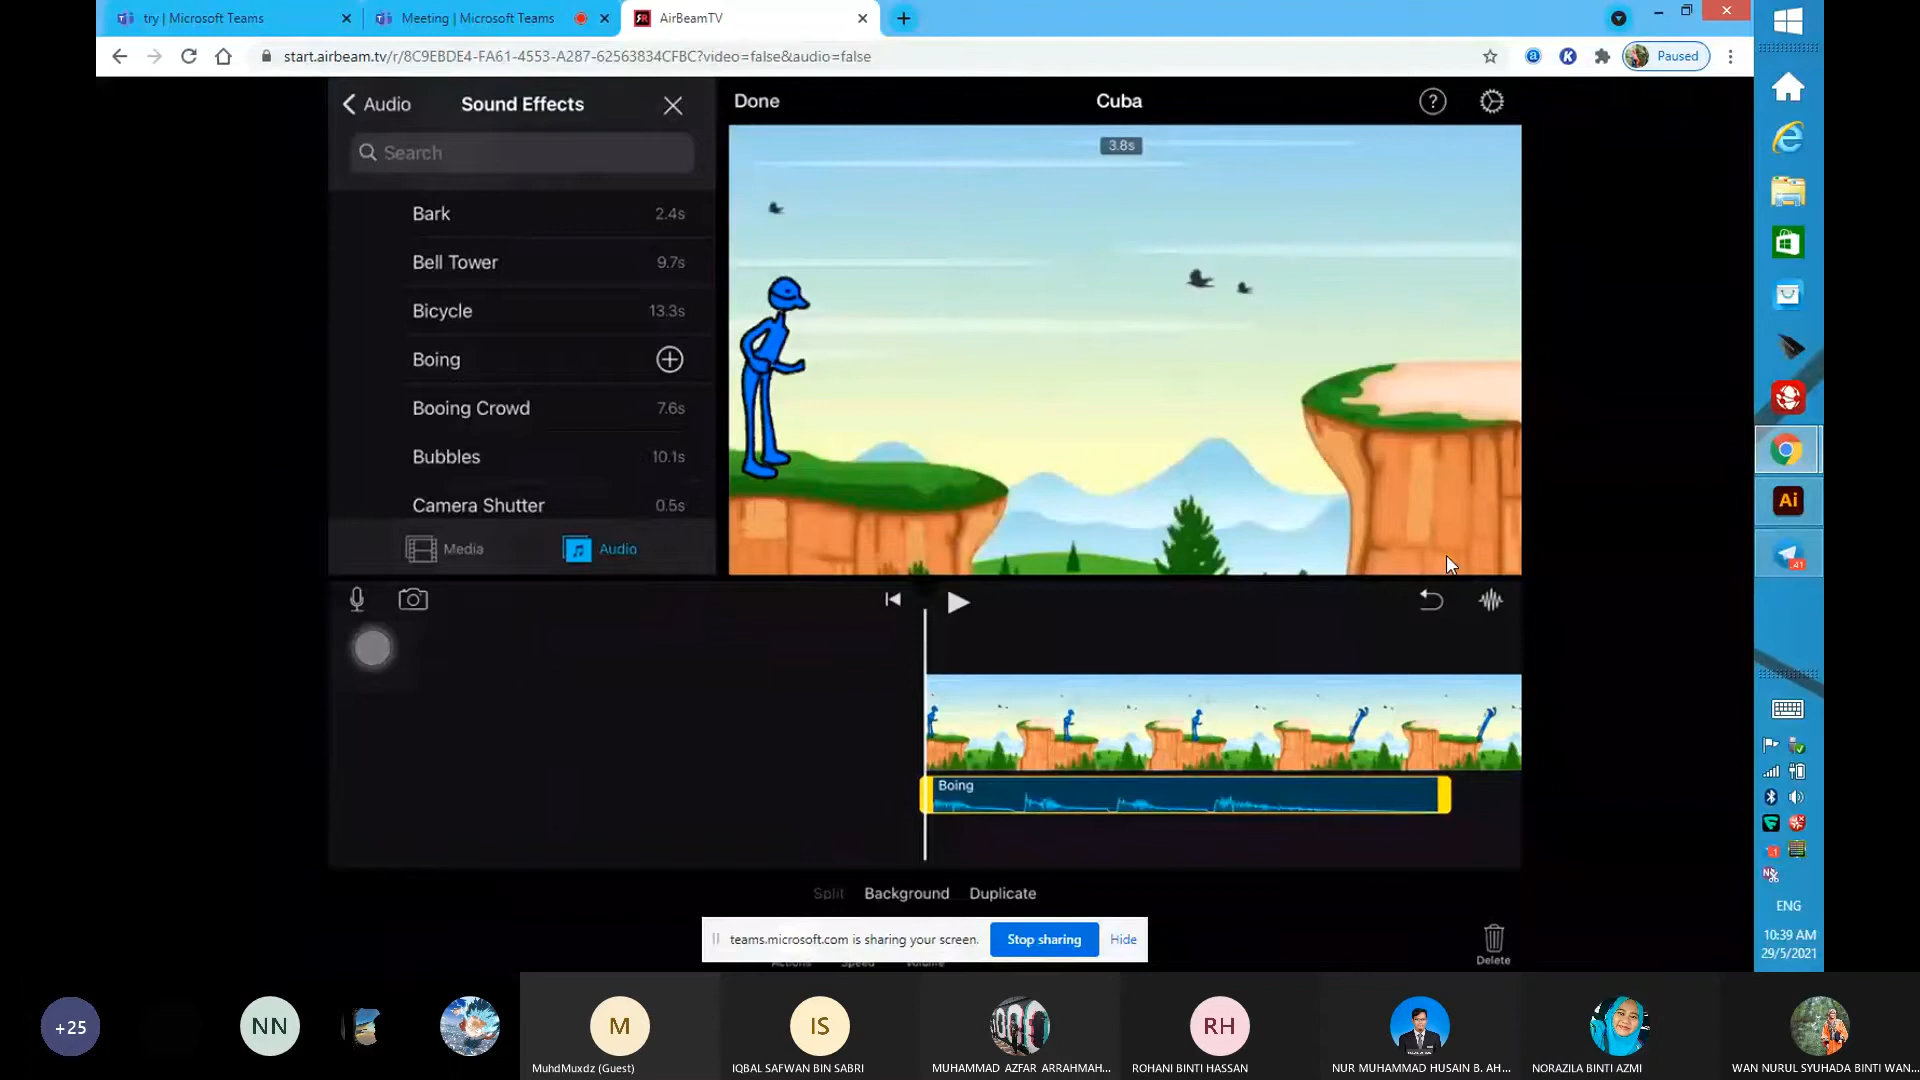 try | Microsoft Teams
Meeting | Microsoft Teams
AirBeamTV
start.airbeam.tv/r/8C9EBDE4-FA61-4553-A287-62563834CFBC?video=false&audio=false
Paused
Audio
Sound Effects
Done
Cuba
?
Search
3.8s
Bark 2.4s
Bell Tower 9.7s
Bicycle 13.3s
Boing
Booing Crowd 7.6s
Bubbles 10.1s
Camera Shutter 0.5s
Media
Audio
Boing
Split Background Duplicate
teams.microsoft.com is sharing your screen.
Stop sharing
Hide
Actions Speed Volume
Delete
Ai
41
ENG
10:39 AM
29/5/2021
+25
NN
M
IS
RH
MuhdMuxdz (Guest)
IQBAL SAFWAN BIN SABRI
MUHAMMAD AZFAR ARRAHMAH...
ROHANI BINTI HASSAN
NUR MUHAMMAD HUSAIN B. AH...
NORAZILA BINTI AZMI
WAN NURUL SYUHADA BINTI WAN...